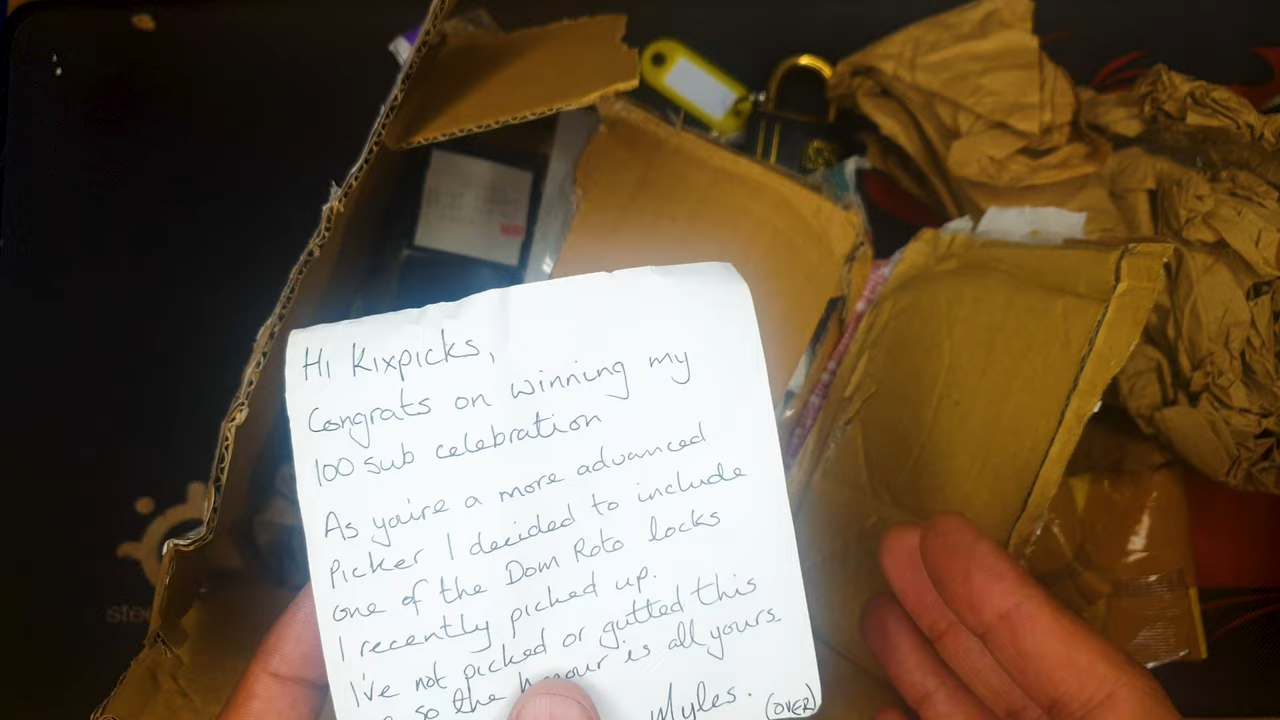 Hi Kixpicks,
Congrats on winning my
100 sub celebration
As you're a more advanced
Picker I decided to include
one of the Dom Roto locks
I recently picked up.
I've not picked or gutted this
so the honour is all yours.
Myles. (OVER)
stee